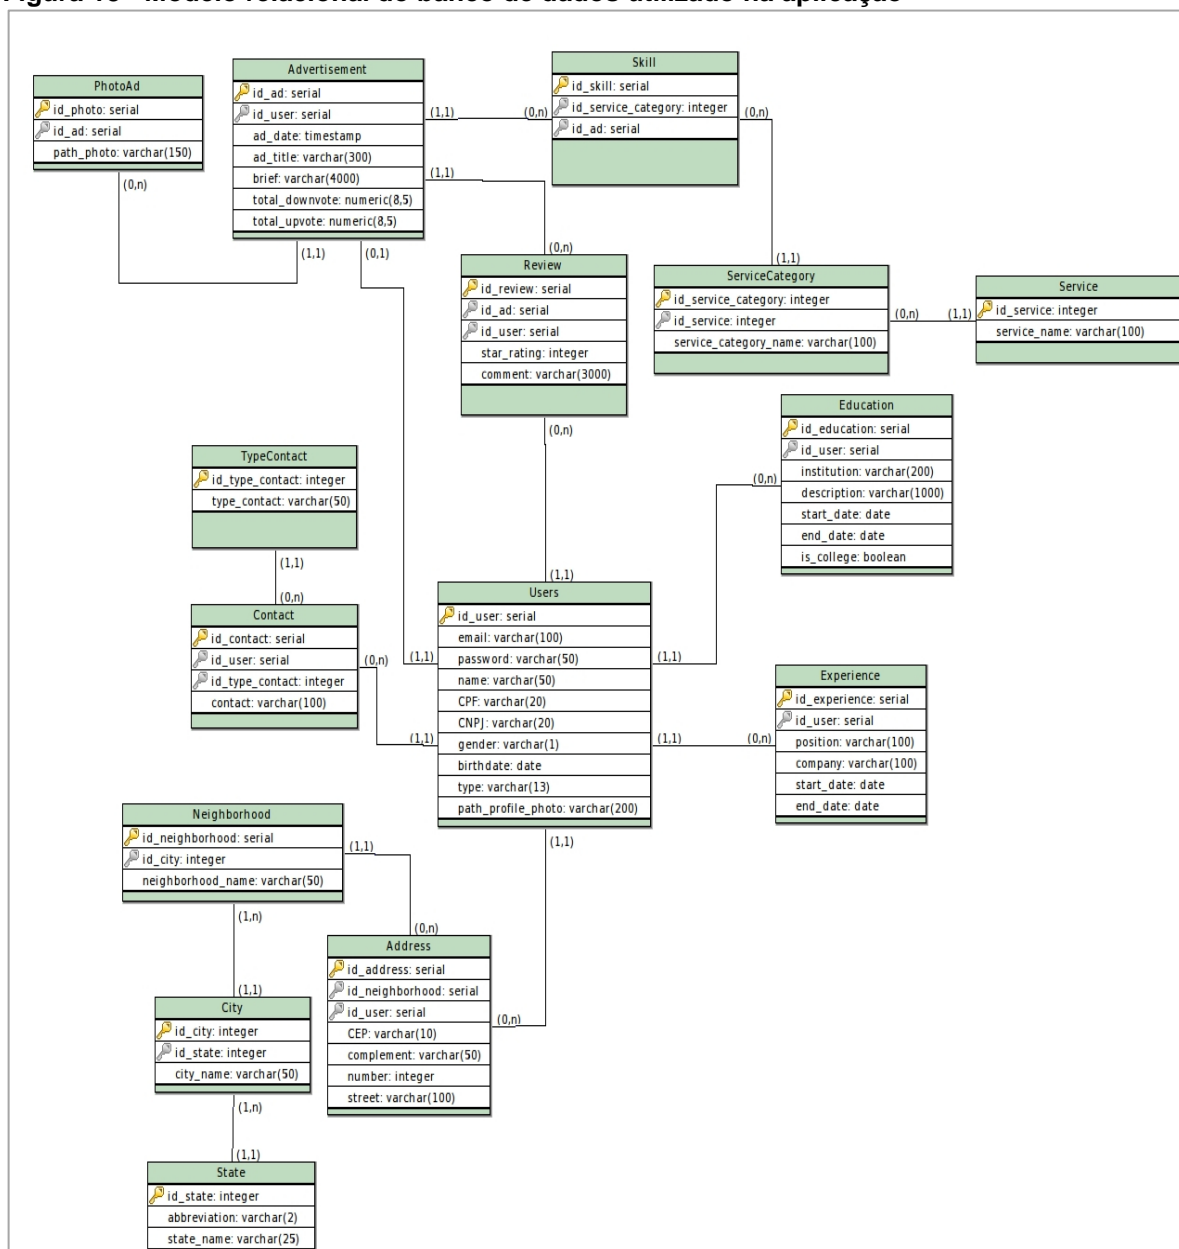 Figura 10 - Modelo relacional do banco de dados utilizado na aplicação
PhotoAd
id_photo: serial
id_ad: serial
path_photo: varchar(150)
(0,n)
Advertisement
id_ad: serial
id_user: serial
ad_date: timestamp
ad_title: varchar(300)
brief: varchar(4000)
total_downvote: numeric(8,5)
total_upvote: numeric(8,5)
(1,1)
(0,n)
(1,1)
(1,1)
(0,1)
Skill
id_skill: serial
id_service_category: integer
id_ad: serial
(0,n)
(1,1)
(0,n)
Review
id_review: serial
id_ad: serial
id_user: serial
star_rating: integer
comment: varchar(3000)
(0,n)
ServiceCategory
id_service_category: integer
id_service: integer
service_category_name: varchar(100)
(0,n)
(1,1)
Service
id_service: integer
service_name: varchar(100)
Education
id_education: serial
id_user: serial
institution: varchar(200)
description: varchar(1000)
start_date: date
end_date: date
is_college: boolean
(0,n)
TypeContact
id_type_contact: integer
type_contact: varchar(50)
(1,1)
(0,n)
Contact
id_contact: serial
id_user: serial
id_type_contact: integer
contact: varchar(100)
(0,n)
(1,1)
(1,1)
(1,1)
Users
id_user: serial
email: varchar(100)
password: varchar(50)
name: varchar(50)
CPF: varchar(20)
CNPJ: varchar(20)
gender: varchar(1)
birthdate: date
type: varchar(13)
path_profile_photo: varchar(200)
(1,1)
(1,1)
(0,n)
(1,1)
Experience
id_experience: serial
id_user: serial
position: varchar(100)
company: varchar(100)
start_date: date
end_date: date
Neighborhood
id_neighborhood: serial
id_city: integer
neighborhood_name: varchar(50)
(1,1)
(1,n)
(0,n)
Address
id_address: serial
id_neighborhood: serial
id_user: serial
CEP: varchar(10)
complement: varchar(50)
number: integer
street: varchar(100)
(0,n)
(1,1)
City
id_city: integer
id_state: integer
city_name: varchar(50)
(1,n)
(1,1)
State
id_state: integer
abbreviation: varchar(2)
state_name: varchar(25)